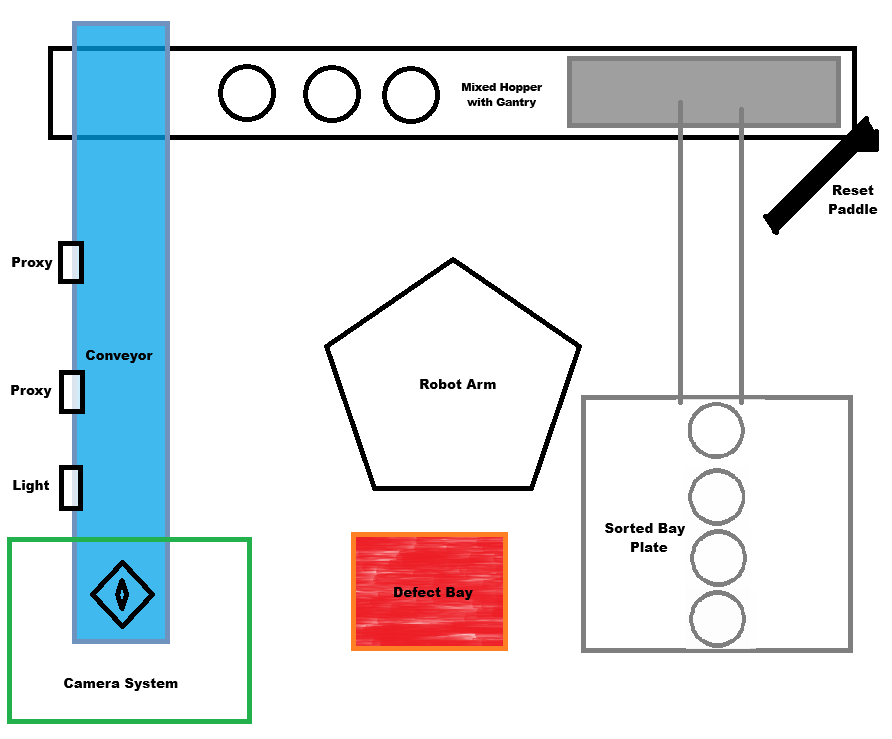 Mixed Hopper
with Gantry
Reset
Paddle
Proxy
Conveyor
Robot Arm
Proxy
Light
Sorted Bay
Plate
Defect Bay
Camera System